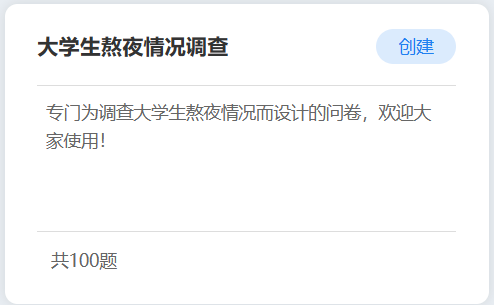 大学生熬夜情况调查
创建
专门为调查大学生熬夜情况而设计的问卷，欢迎大
家使用！
共100题